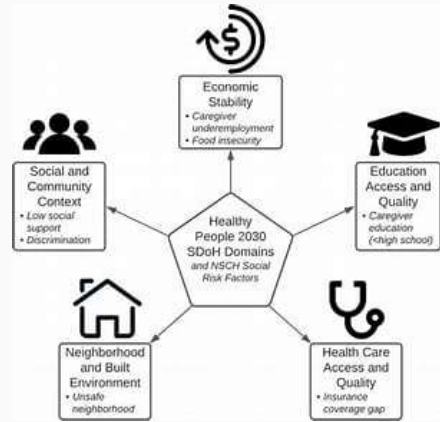 $
Economic
Stability
• Caregiver
underemployment
• Food insecurity
Social and
Community
Context
• Low social
support
• Discrimination
Education
Access and
Quality
• Caregiver
education
(<high school)
Healthy
People 2030
SDoH Domains
and NSCH Social
Risk Factors
Neighborhood
and Built
Environment
• Unsafe
neighborhood
Health Care
Access and
Quality
• Insurance
coverage gap